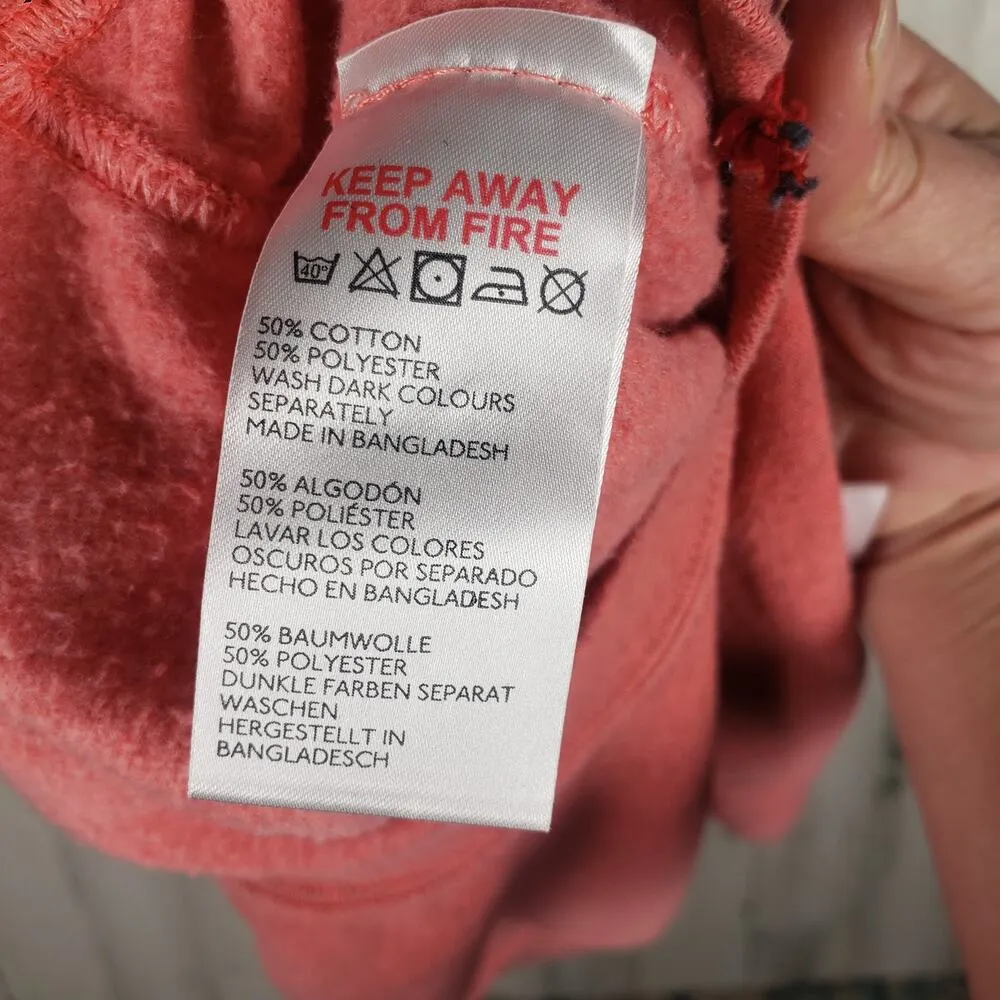 KEEP AWAY
FROM FIRE
40°
50% COTTON
50% POLYESTER
WASH DARK COLOURS
SEPARATELY
MADE IN BANGLADESH
50% ALGODÓN
50% POLIÉSTER
LAVAR LOS COLORES
OSCUROS POR SEPARADO
HECHO EN BANGLADESH
50% BAUMWOLLE
50% POLYESTER
DUNKLE FARBEN SEPARAT
WASCHEN
HERGESTELLT IN
BANGLADESCH